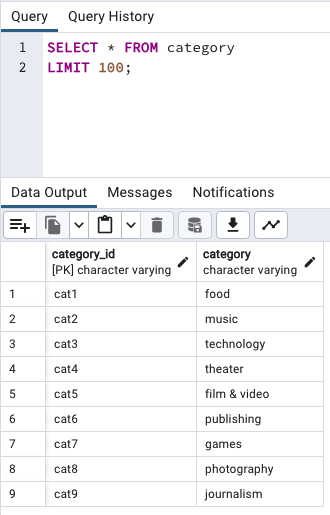 Query Query History
1 SELECT * FROM category
2 LIMIT 100;
Data Output Messages Notifications
category_id category
[PK] character varying character varying
1 cat1 food
2 cat2 music
3 cat3 technology
4 cat4 theater
5 cat5 film & video
6 cat6 publishing
7 cat7 games
8 cat8 photography
9 cat9 journalism